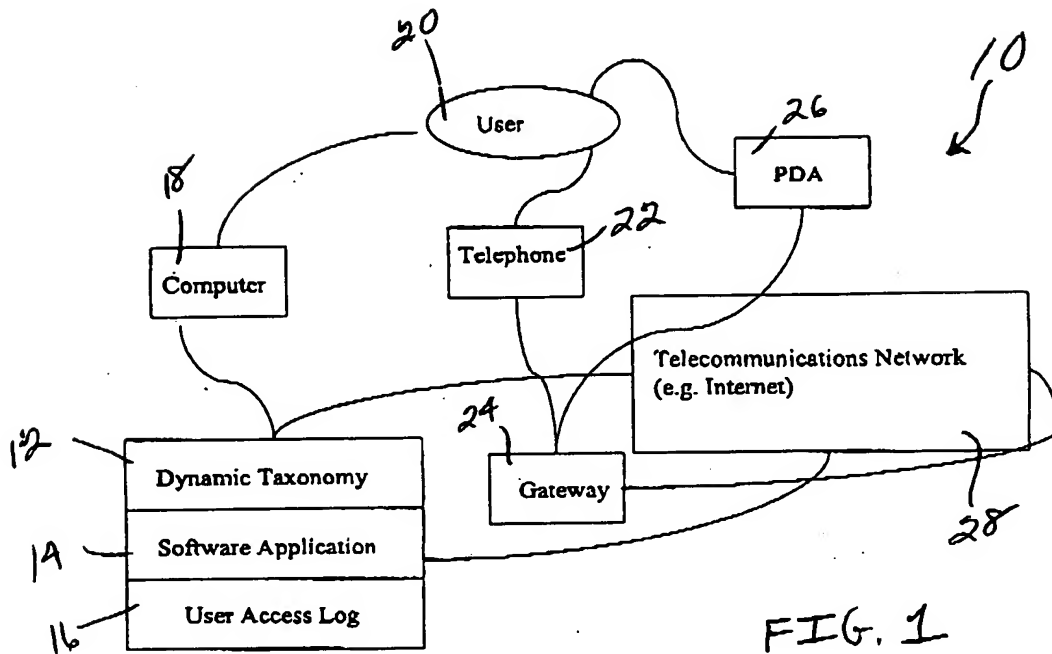 20
10
User
26
PDA
18
22
Telephone
Computer
Telecommunications Network
(e.g. Internet)
24
12
Dynamic Taxonomy
Gateway
28
14
Software Application
16
User Access Log
FIG. 1